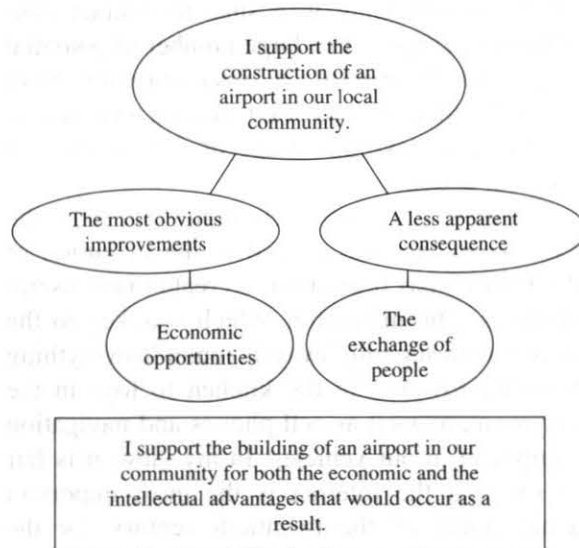 I support the
construction of an
airport in our local
community.
The most obvious
improvements
A less apparent
consequence
Economic
opportunities
The
exchange of
people
I support the building of an airport in our
community for both the economic and the
intellectual advantages that would occur as a
result.